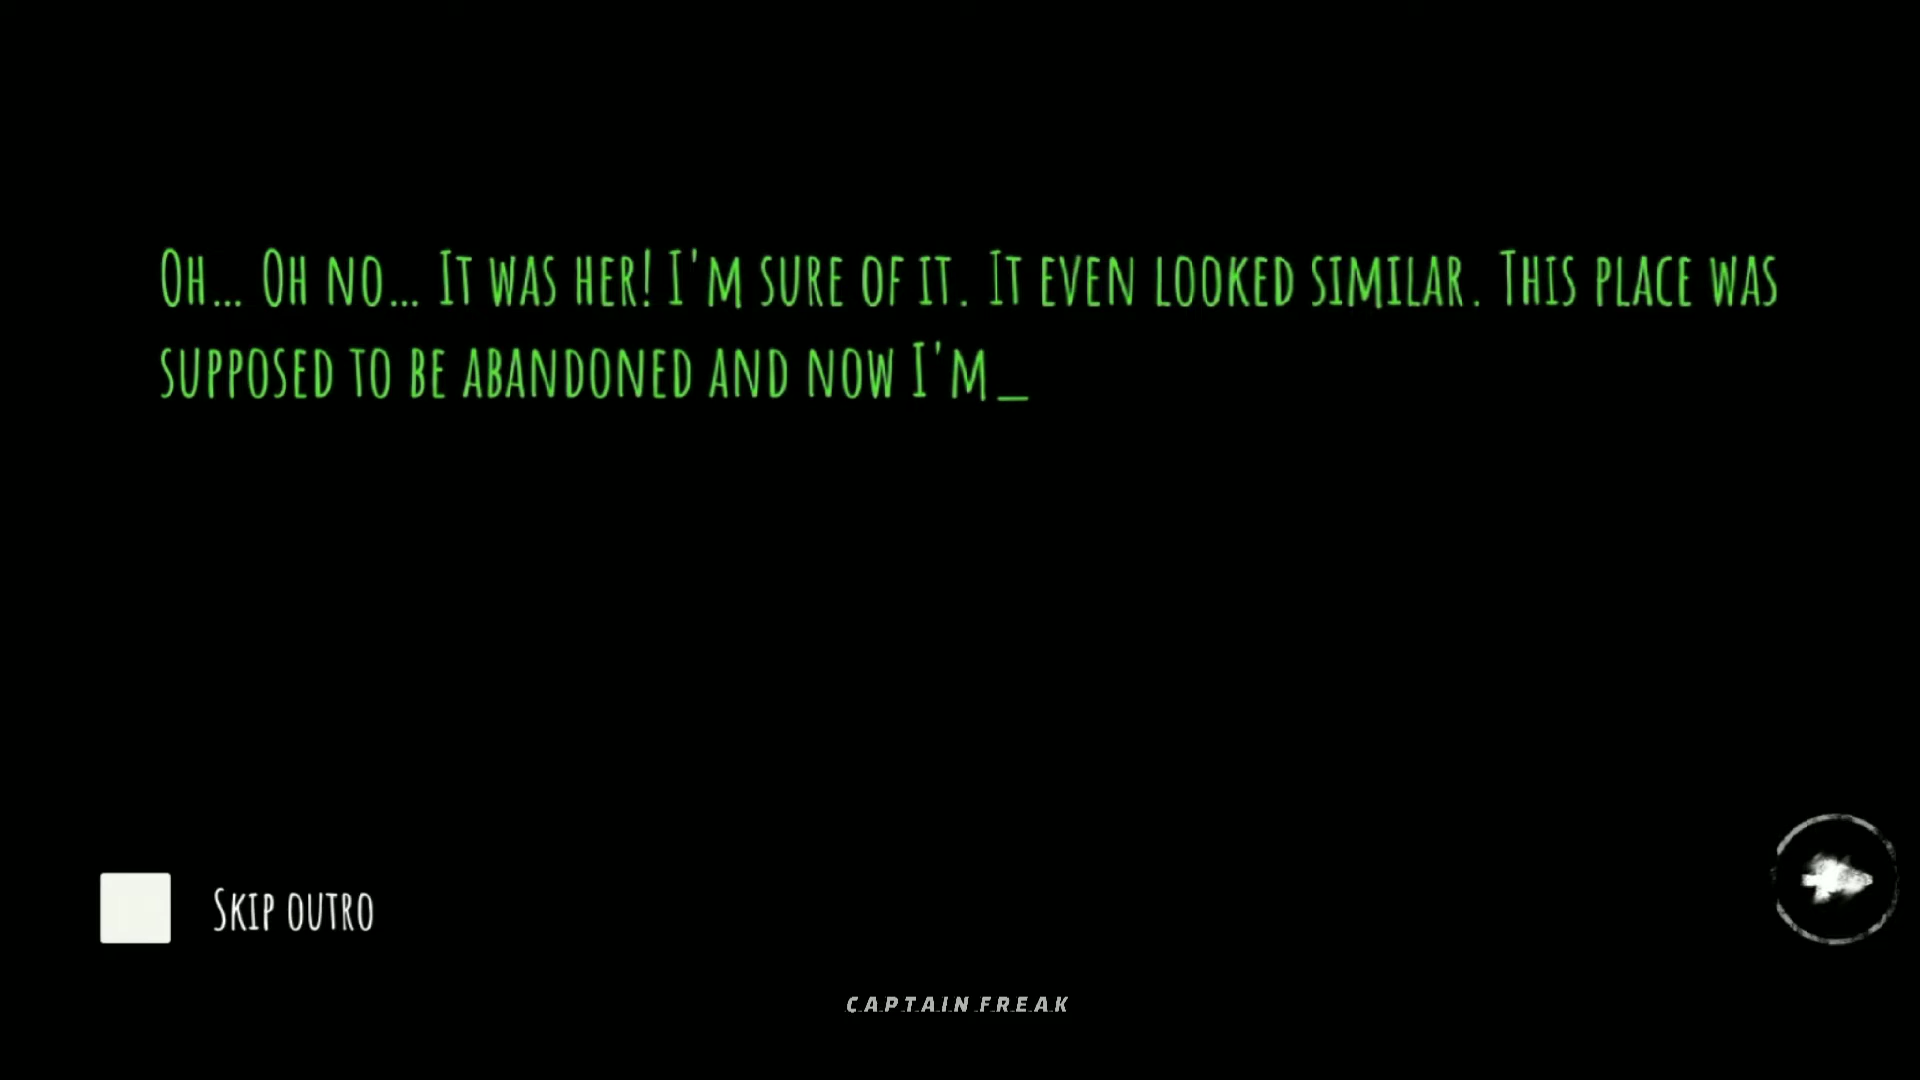 Oh... Oh no... It was her! I'm sure of it. It even looked similar. This place was
supposed to be abandoned and now I'm_
Skip outro
CAPTAIN FREAK